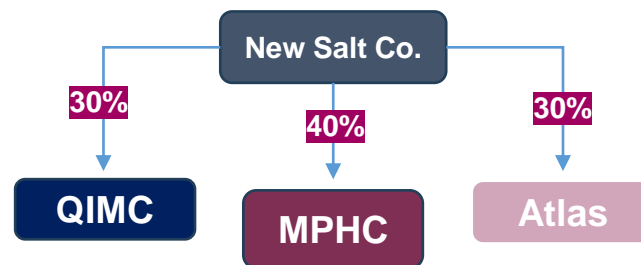 New Salt Co.
30%
40%
30%
QIMC
MPHC
Atlas